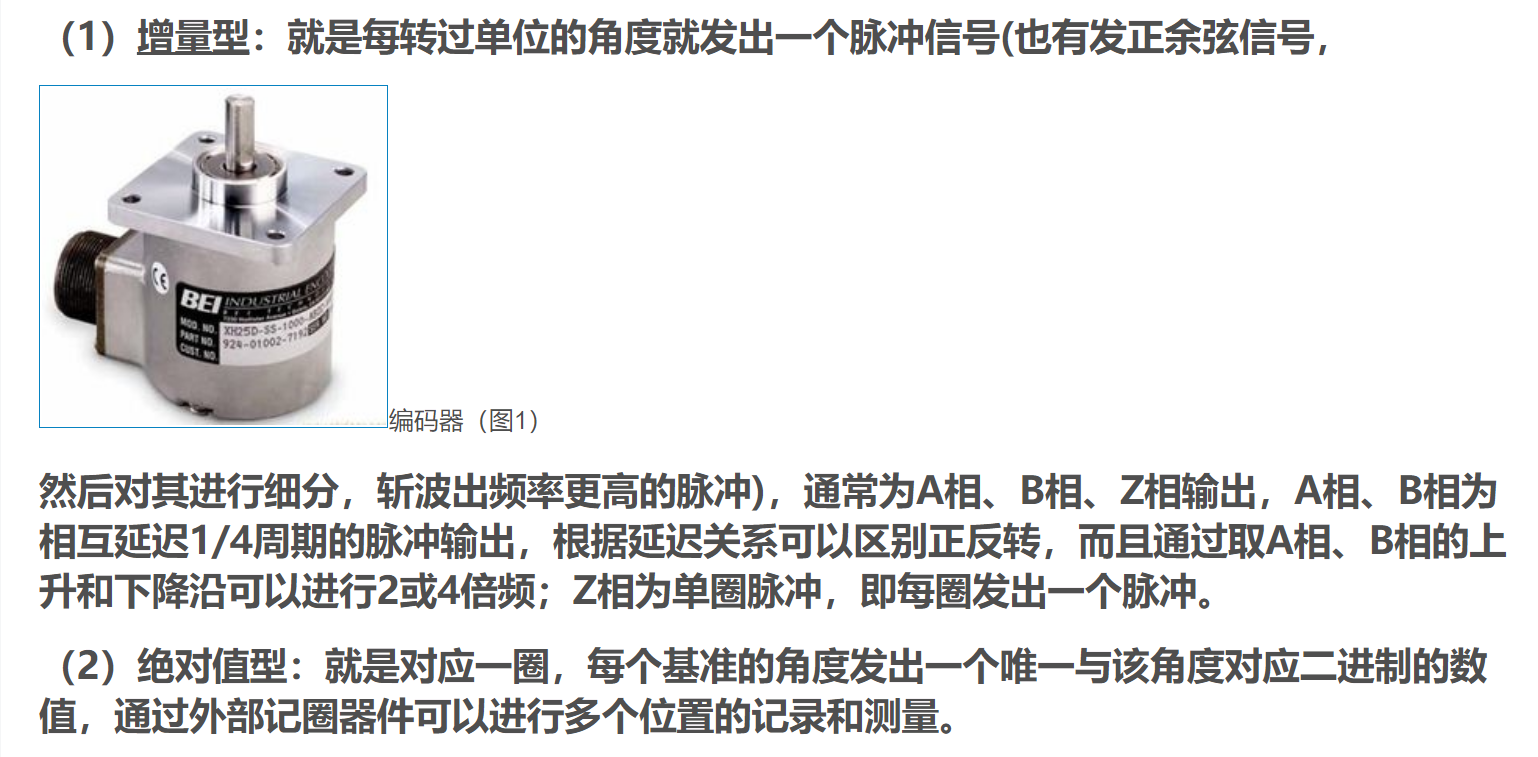 （1）增量型：就是每转过单位的角度就发出一个脉冲信号(也有发正余弦信号，
CE
BEI INDUSTRIAL
MOD. NO. XH25D-SS-1000-
PART NO. 924-01002-7192
CUST. NO.
编码器（图1）
然后对其进行细分，斩波出频率更高的脉冲)，通常为A相、B相、Z相输出，A相、B相为
相互延迟1/4周期的脉冲输出，根据延迟关系可以区别正反转，而且通过取A相、B相的上
升和下降沿可以进行2或4倍频；Z相为单圈脉冲，即每圈发出一个脉冲。
（2）绝对值型：就是对应一圈，每个基准的角度发出一个唯一与该角度对应二进制的数
值，通过外部记圈器件可以进行多个位置的记录和测量。